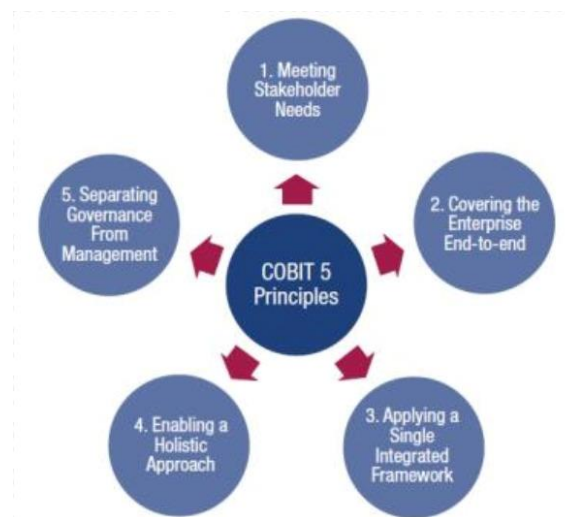 1. Meeting
Stakeholder
Needs
5. Separating
Governance
From
Management
2. Covering the
Enterprise
End-to-end
COBIT 5
Principles
4. Enabling a
Holistic
Approach
3. Applying a
Single
Integrated
Framework